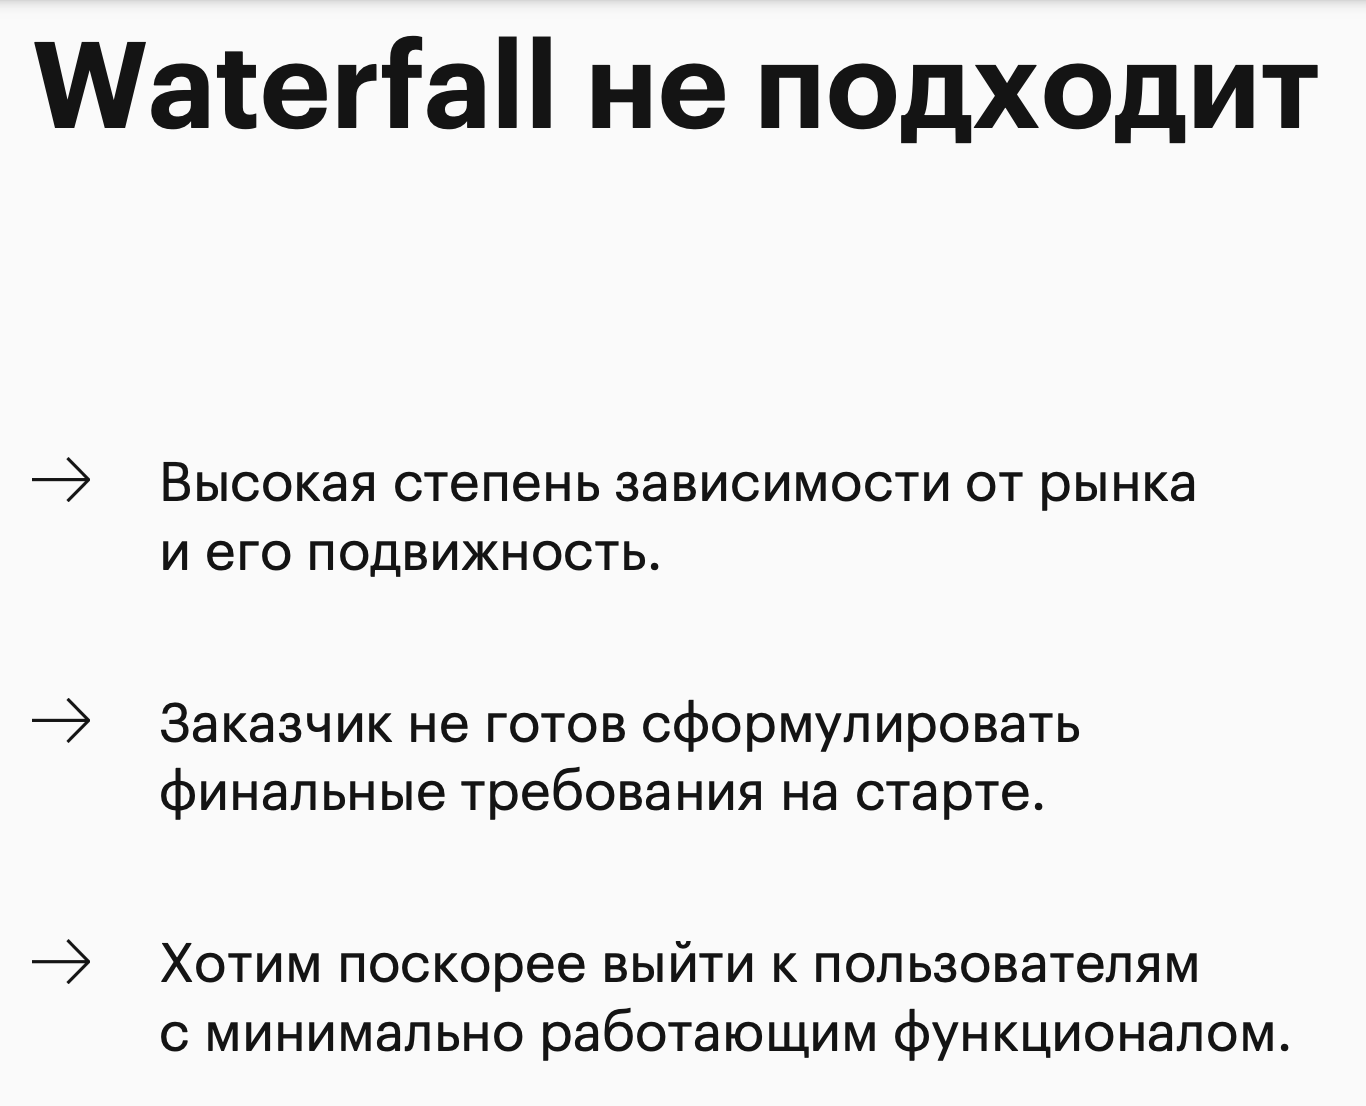 Waterfall не подходит
→ Высокая степень зависимости от рынка
и его подвижность.
→ Заказчик не готов сформулировать
финальные требования на старте.
→ Хотим поскорее выйти к пользователям
с минимально работающим функционалом.